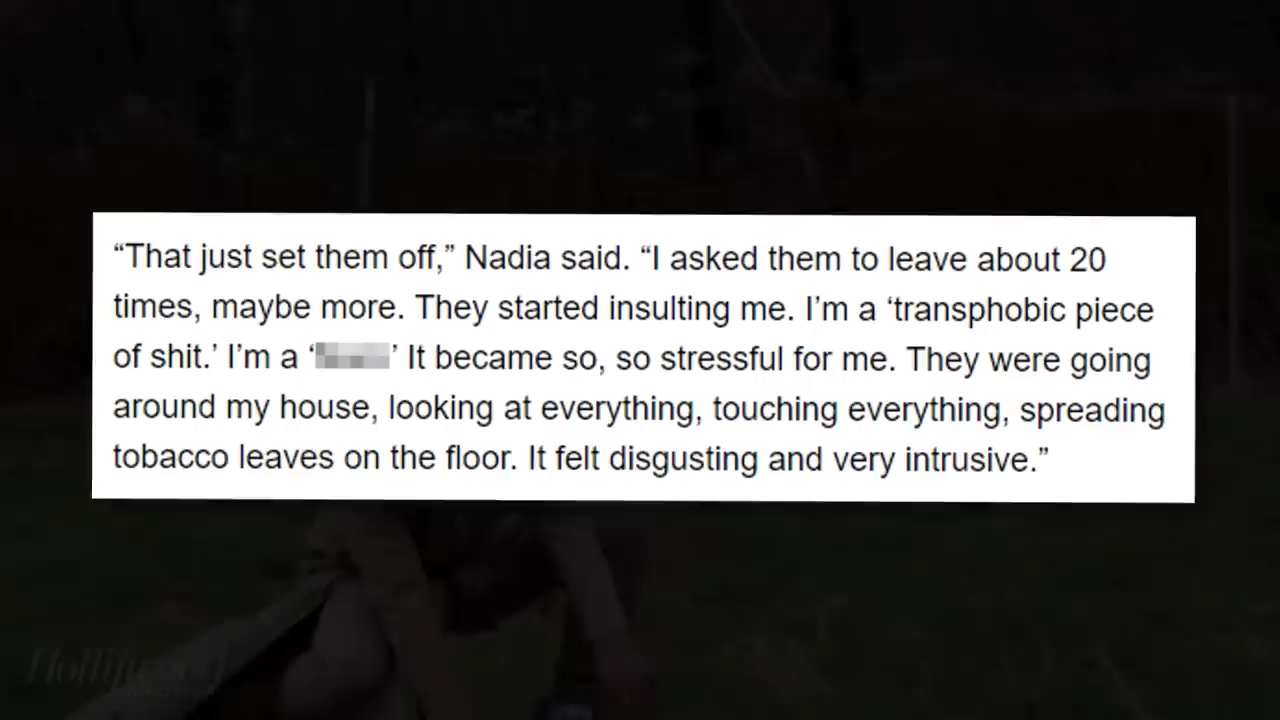 “That just set them off,” Nadia said. “I asked them to leave about 20
times, maybe more. They started insulting me. I’m a ‘transphobic piece
of shit.’ I’m a ‘’ It became so, so stressful for me. They were going
around my house, looking at everything, touching everything, spreading
tobacco leaves on the floor. It felt disgusting and very intrusive.”
Hollywood